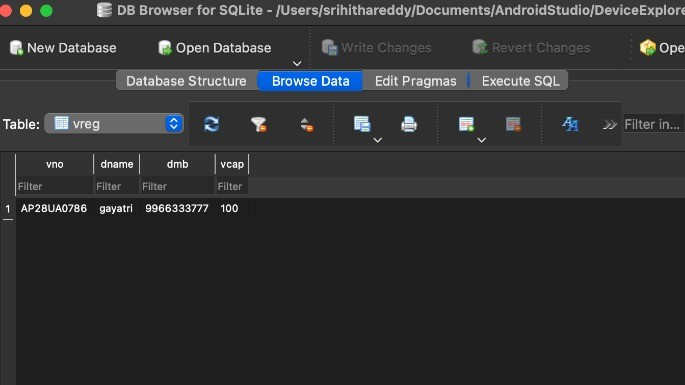 DB Browser for SQLite - /Users/srihithareddy/Documents/AndroidStudio/DeviceExplore
New Database Open Database Write Changes Revert Changes Ope
Database Structure Browse Data Edit Pragmas Execute SQL
Table: vreg Filter in...
vno dname dmb vcap
Filter Filter Filter Filter
1 AP28UA0786 gayatri 9966333777 100